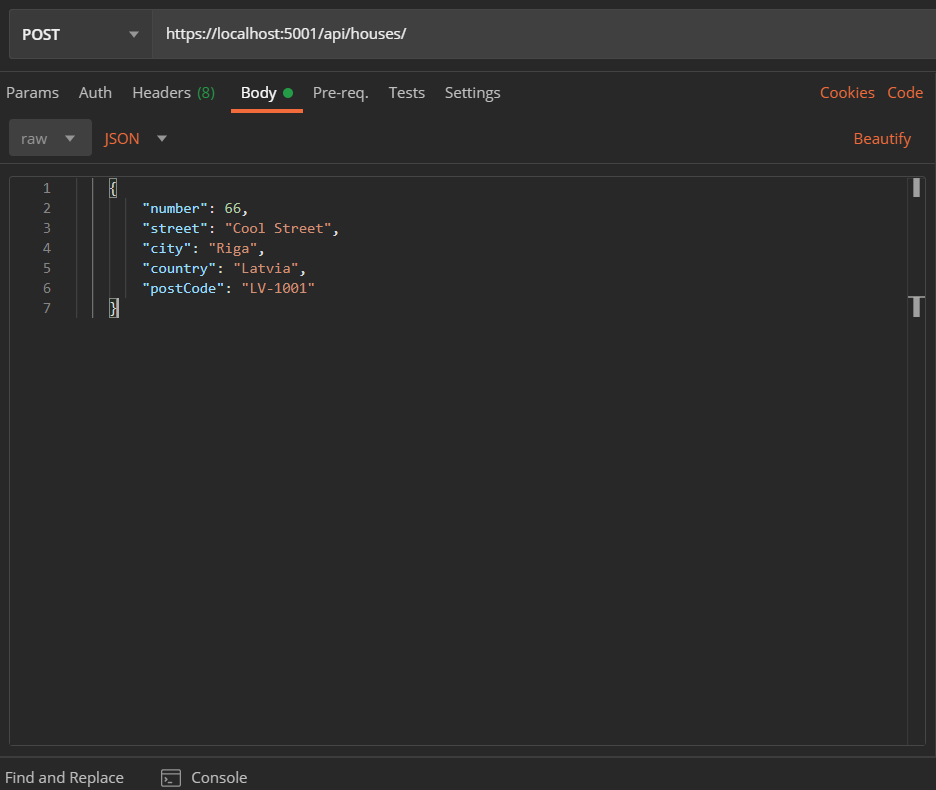 POST https://localhost:5001/api/houses/
Params Auth Headers (8) Body Pre-req. Tests Settings Cookies Code
raw JSON Beautify
1 {
2 "number": 66,
3 "street": "Cool Street",
4 "city": "Riga",
5 "country": "Latvia",
6 "postCode": "LV-1001"
7 }
Find and Replace Console